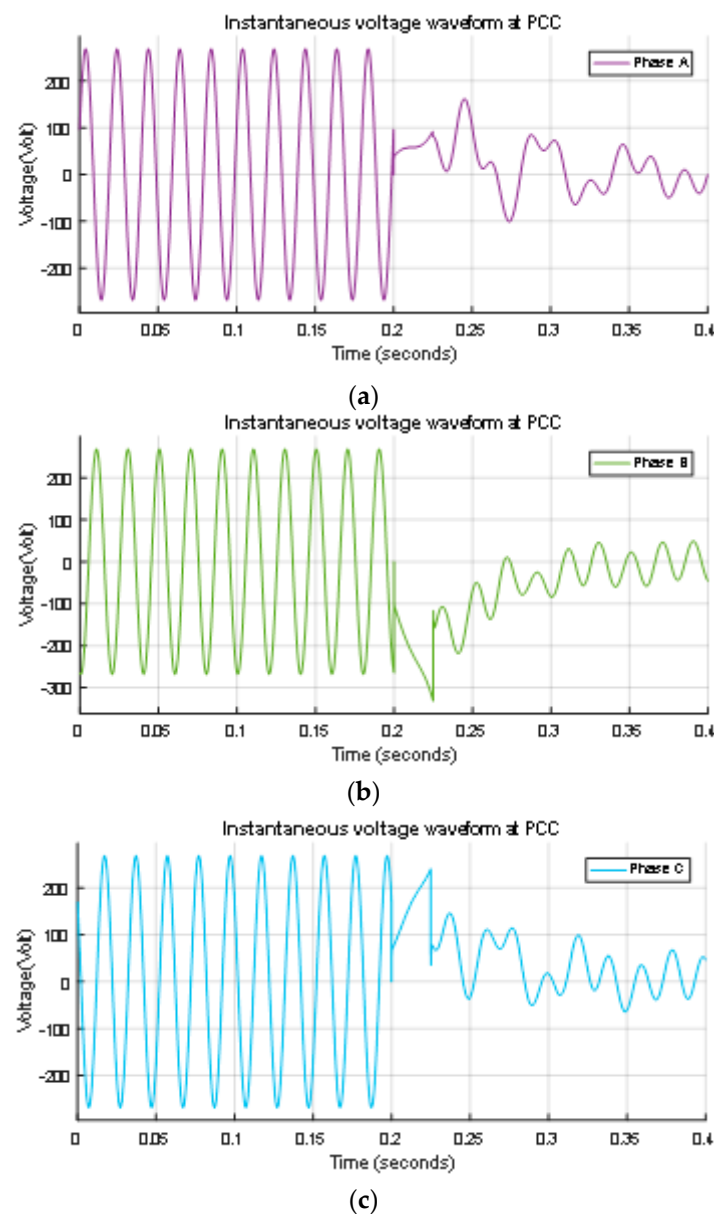 Instantaneous voltage waveform at PCC
Phase A
Voltage(Volt)
200
100
0
-100
-200
0 0.05 0.1 0.15 0.2 0.25 0.3 0.35 0.4
Time (seconds)
(a)
Instantaneous voltage waveform at PCC
Phase B
Voltage(Volt)
200
100
0
-100
-200
-300
0 0.05 0.1 0.15 0.2 0.25 0.3 0.35 0.4
Time (seconds)
(b)
Instantaneous voltage waveform at PCC
Phase C
Voltage(Volt)
200
100
0
-100
-200
0 0.05 0.1 0.15 0.2 0.25 0.3 0.35 0.4
Time (seconds)
(c)